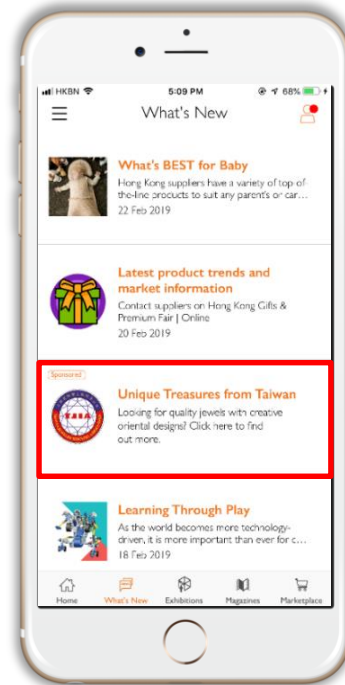 HKBN 5:09 PM 68%
What's New
What's BEST for Baby
Hong Kong suppliers have a variety of top-of-
the-line products to suit any parent's or car...
22 Feb 2019
Latest product trends and
market information
Contact suppliers on Hong Kong Gifts &
Premium Fair | Online
20 Feb 2019
Sponsored
TJIA
Unique Treasures from Taiwan
Looking for quality jewels with creative
oriental designs? Click here to find
out more.
Learning Through Play
As the world becomes more technology-
driven, it is more important than ever for c...
18 Feb 2019
Home What's New Exhibitions Magazines Marketplace